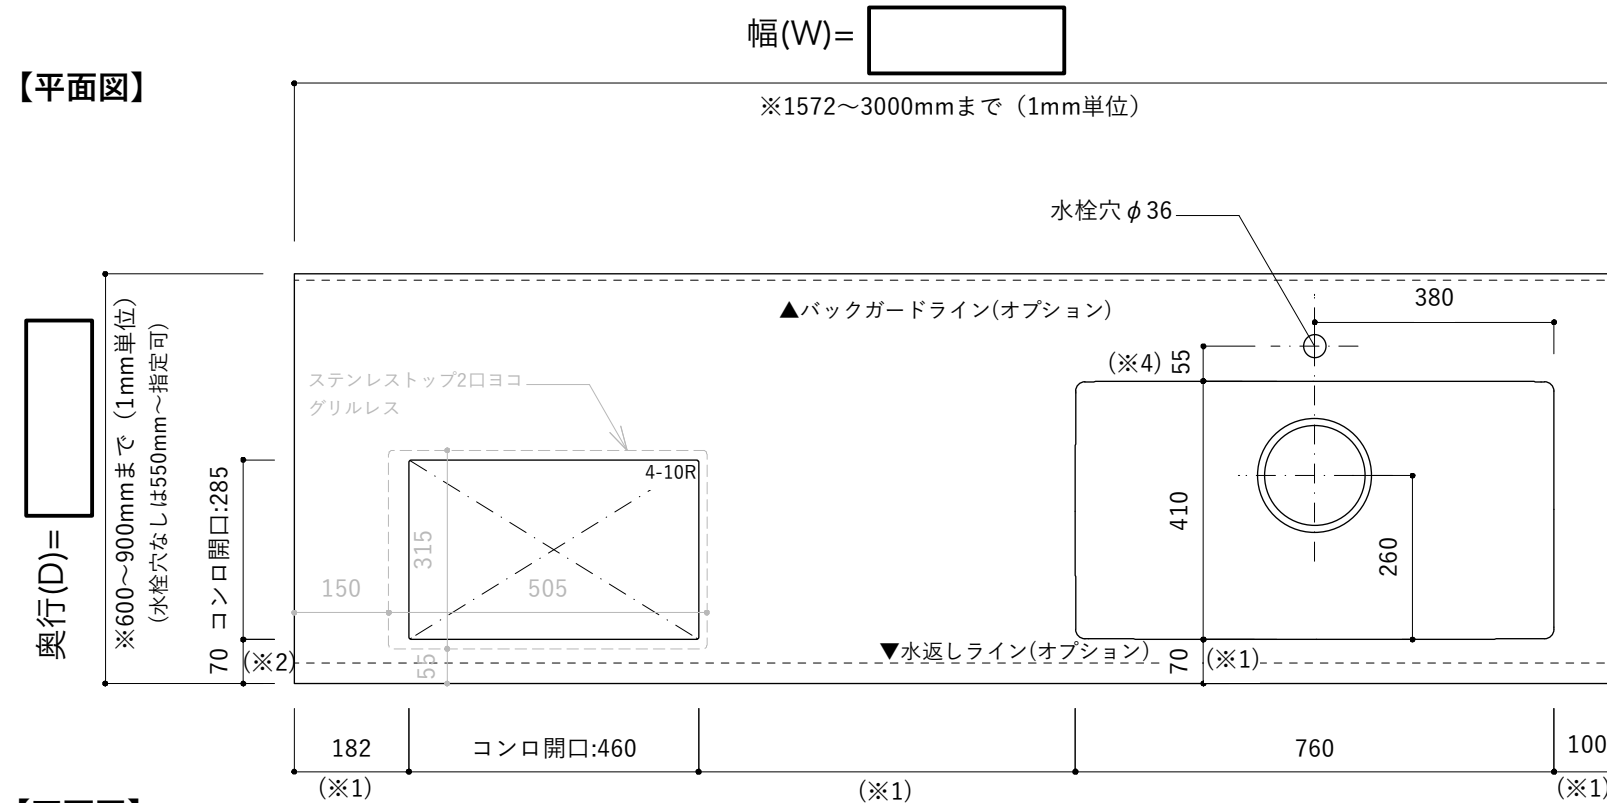 幅(W)=
【平面図】
※1572～3000mmまで（1mm単位）
水栓穴φ36
▲バックガードライン(オプション)
380
(※4)
55
ステンレストップ2口ヨコ
グリルレス
4-10R
奥行(D)=
※600～900mmまで（1mm単位）
(水栓穴なしは550mm～指定可)
コンロ開口:285
70
(※2)
150
315
505
55
410
260
▼水返しライン(オプション)
70
(※1)
182
コンロ開口:460
760
100
(※1)
(※1)
(※1)